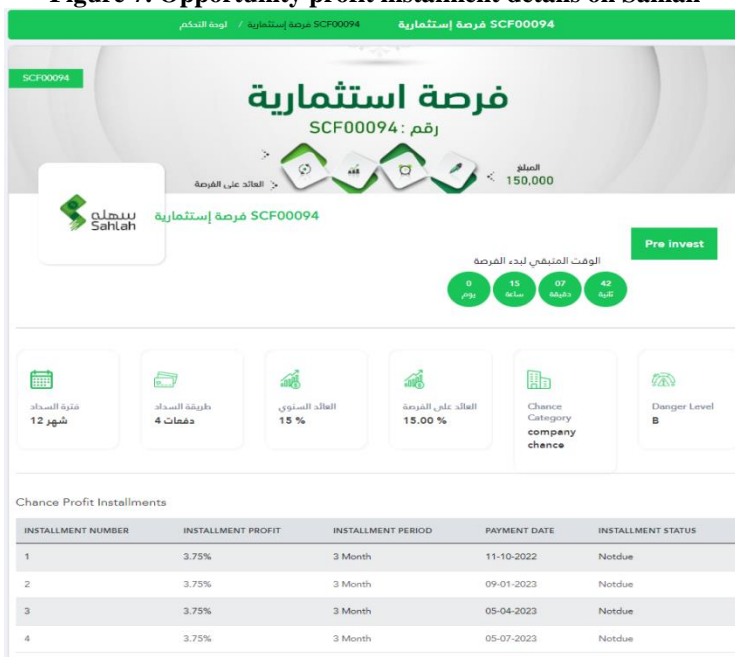 Figure 7. Opportunity profit installment details on Sahlah
SCF00094 فرصة إستثمارية
SCF00094 فرصة إستثمارية / لوحة التحكم
SCF00094
فرصة استثمارية
رقم : SCF00094
المبلغ
150,000
العائد على الفرصة
سهله
Sahlah
SCF00094 فرصة إستثمارية
Pre invest
الوقت المتبقي لبدء الفرصة
42 ثانية
07 دقيقة
15 ساعة
0 يوم
فترة السداد
12 شهر
طريقة السداد
4 دفعات
العائد السنوي
15 %
العائد على الفرصة
15.00 %
Chance
Category
company
chance
Danger Level
B
Chance Profit Installments
INSTALLMENT NUMBER INSTALLMENT PROFIT INSTALLMENT PERIOD PAYMENT DATE INSTALLMENT STATUS
1 3.75% 3 Month 11-10-2022 Notdue
2 3.75% 3 Month 09-01-2023 Notdue
3 3.75% 3 Month 05-04-2023 Notdue
4 3.75% 3 Month 05-07-2023 Notdue